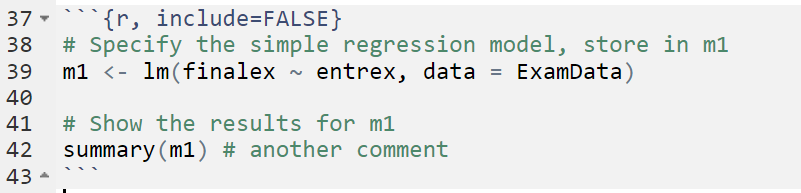 37 ```{r, include=FALSE}
38 # Specify the simple regression model, store in m1
39 m1 <- lm(finalex ~ entrex, data = ExamData)
40
41 # Show the results for m1
42 summary(m1) # another comment
43 ```